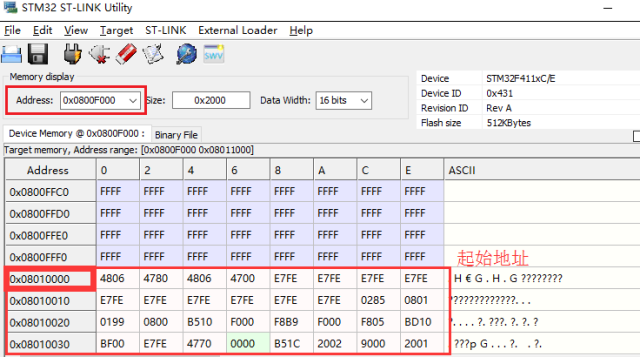 STM32 ST-LINK Utility
File Edit View Target ST-LINK External Loader Help
SWV
Memory display
Address: 0x0800F000 Size: 0x2000 Data Width: 16 bits
Device STM32F411xC/E
Device ID 0x431
Revision ID Rev A
Flash size 512KBytes
Device Memory @ 0x0800F000 : Binary File
Target memory, Address range: [0x0800F000 0x08011000]
Address 0 2 4 6 8 A C E ASCII
0x0800FFC0 FFFF FFFF FFFF FFFF FFFF FFFF FFFF FFFF
0x0800FFD0 FFFF FFFF FFFF FFFF FFFF FFFF FFFF FFFF
0x0800FFE0 FFFF FFFF FFFF FFFF FFFF FFFF FFFF FFFF
0x0800FFF0 FFFF FFFF FFFF FFFF FFFF FFFF FFFF FFFF
起始地址
0x08010000 4806 4780 4806 4700 E7FE E7FE E7FE E7FE . H € G . H . G ????????
0x08010010 E7FE E7FE E7FE E7FE E7FE E7FE 0285 0801 ????????????. . .
0x08010020 0199 0800 B510 F000 F8B9 F000 F805 BD10 ?. . . . ?. ???. ?. ?. ?
0x08010030 BF00 E7FE 4770 0000 B51C 2002 9000 2001 . ???p G . . . ?. . ?.